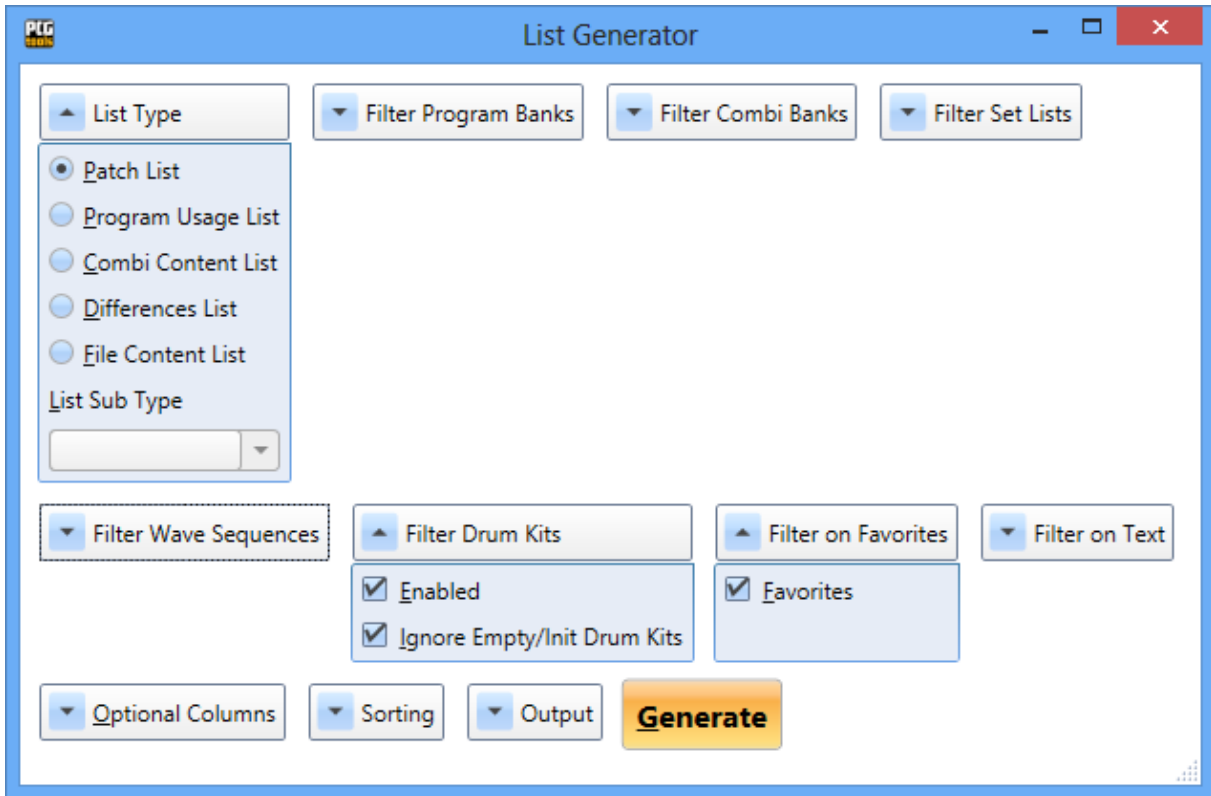 PCG
tools
List Generator
List Type
Filter Program Banks
Filter Combi Banks
Filter Set Lists
Patch List
Program Usage List
Combi Content List
Differences List
File Content List
List Sub Type
Filter Wave Sequences
Filter Drum Kits
Filter on Favorites
Filter on Text
Enabled
Favorites
Ignore Empty/Init Drum Kits
Optional Columns
Sorting
Output
Generate